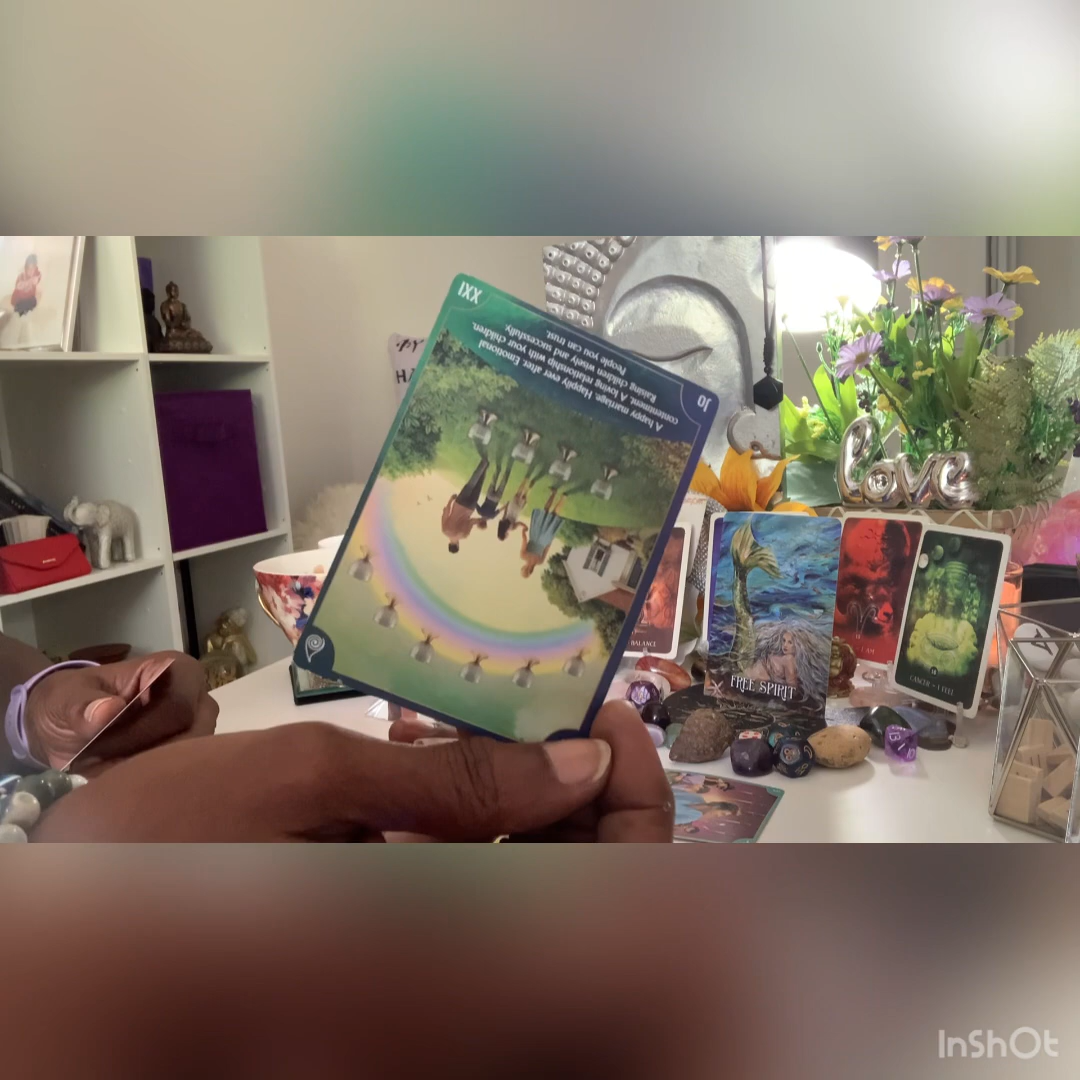 A happy marriage. Happily ever after. Emotional
contentment. A loving relationship with your children.
Raising children wisely and successfully.
People you can trust.
XXI
love
BALANCE
FREE SPIRIT
I AM
CANCER > I FEEL
InShOt